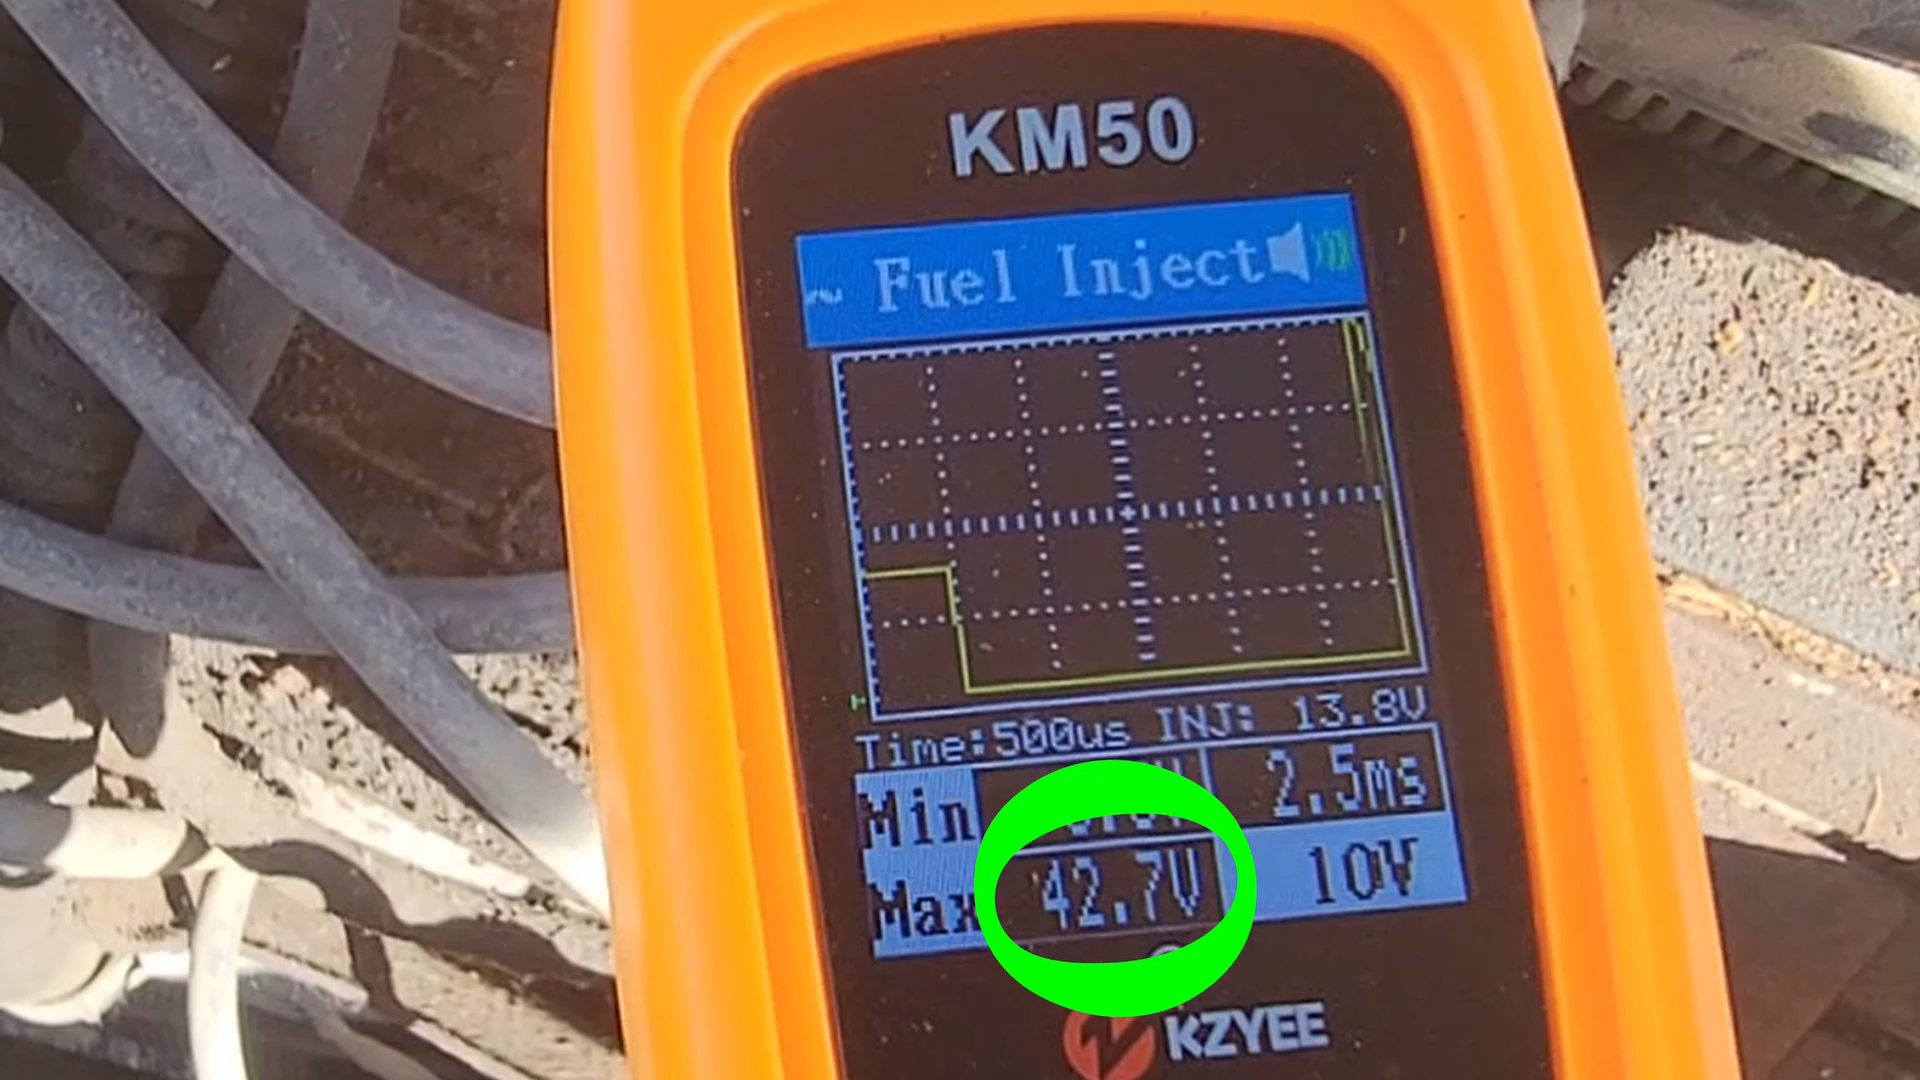 KM50
~ Fuel Inject
Time:500us INJ: 13.8V
Min 2.5ms
Max 42.7V 10V
KZYEE